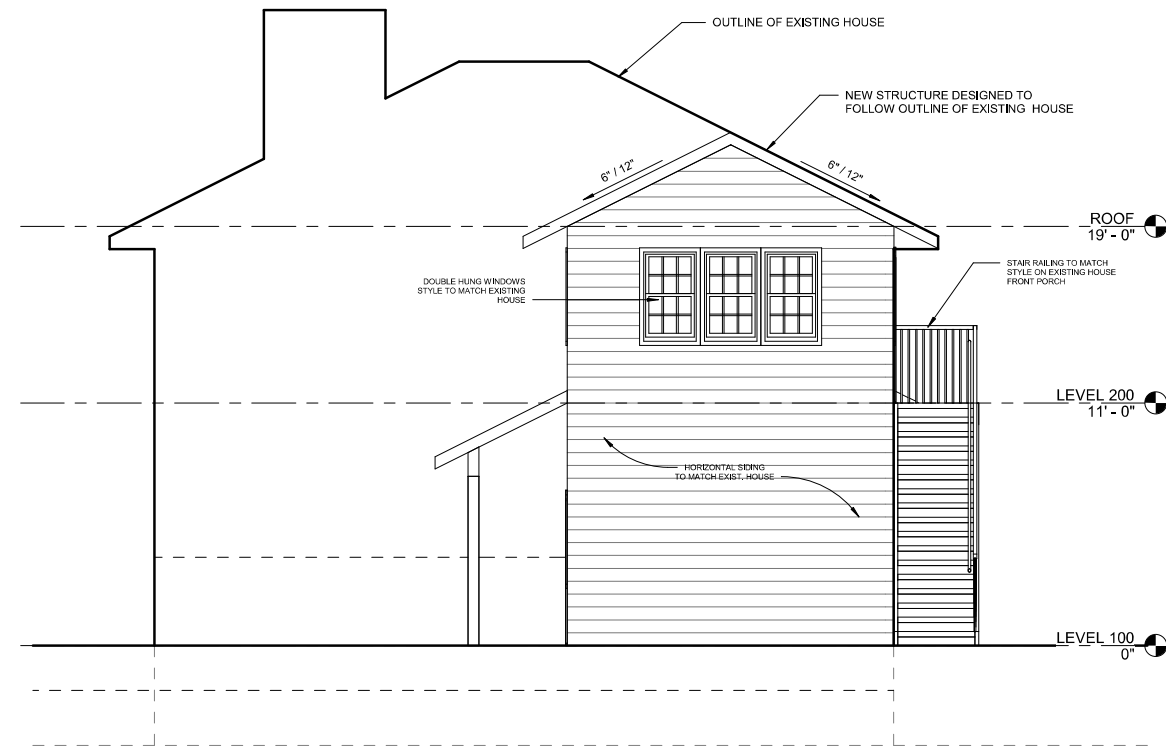 OUTLINE OF EXISTING HOUSE
NEW STRUCTURE DESIGNED TO
FOLLOW OUTLINE OF EXISTING HOUSE
6" / 12"
6" / 12"
ROOF
19' - 0"
DOUBLE HUNG WINDOWS
STYLE TO MATCH EXISTING
HOUSE
STAIR RAILING TO MATCH
STYLE ON EXISTING HOUSE
FRONT PORCH
LEVEL 200
11' - 0"
HORIZONTAL SIDING
TO MATCH EXIST. HOUSE
LEVEL 100
0"